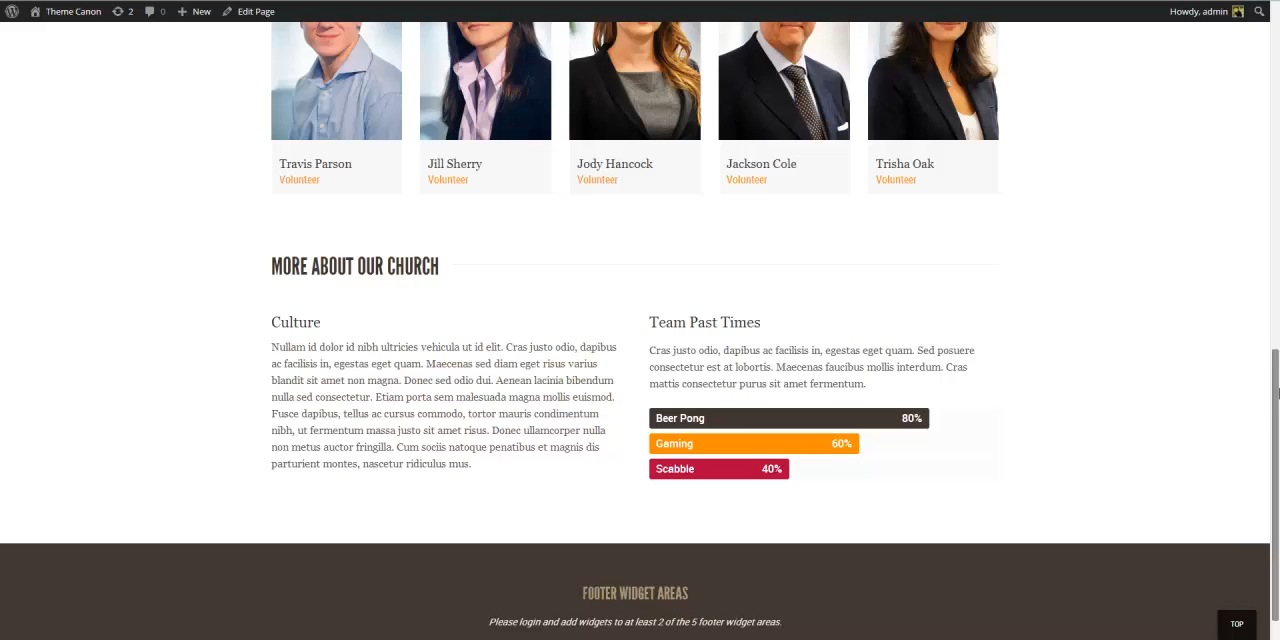 Theme Canon 2 0 New Edit Page Howdy, admin
Travis Parson Jill Sherry Jody Hancock Jackson Cole Trisha Oak
Volunteer Volunteer Volunteer Volunteer Volunteer
MORE ABOUT OUR CHURCH
Culture
Nullam id dolor id nibh ultricies vehicula ut id elit. Cras justo odio, dapibus
ac facilisis in, egestas eget quam. Maecenas sed diam eget risus varius
blandit sit amet non magna. Donec sed odio dui. Aenean lacinia bibendum
nulla sed consectetur. Etiam porta sem malesuada magna mollis euismod.
Fusce dapibus, tellus ac cursus commodo, tortor mauris condimentum
nibh, ut fermentum massa justo sit amet risus. Donec ullamcorper nulla
non metus auctor fringilla. Cum sociis natoque penatibus et magnis dis
parturient montes, nascetur ridiculus mus.
Team Past Times
Cras justo odio, dapibus ac facilisis in, egestas eget quam. Sed posuere
consectetur est at lobortis. Maecenas faucibus mollis interdum. Cras
mattis consectetur purus sit amet fermentum.
Beer Pong 80%
Gaming 60%
Scabble 40%
FOOTER WIDGET AREAS
Please login and add widgets to at least 2 of the 5 footer widget areas.
TOP